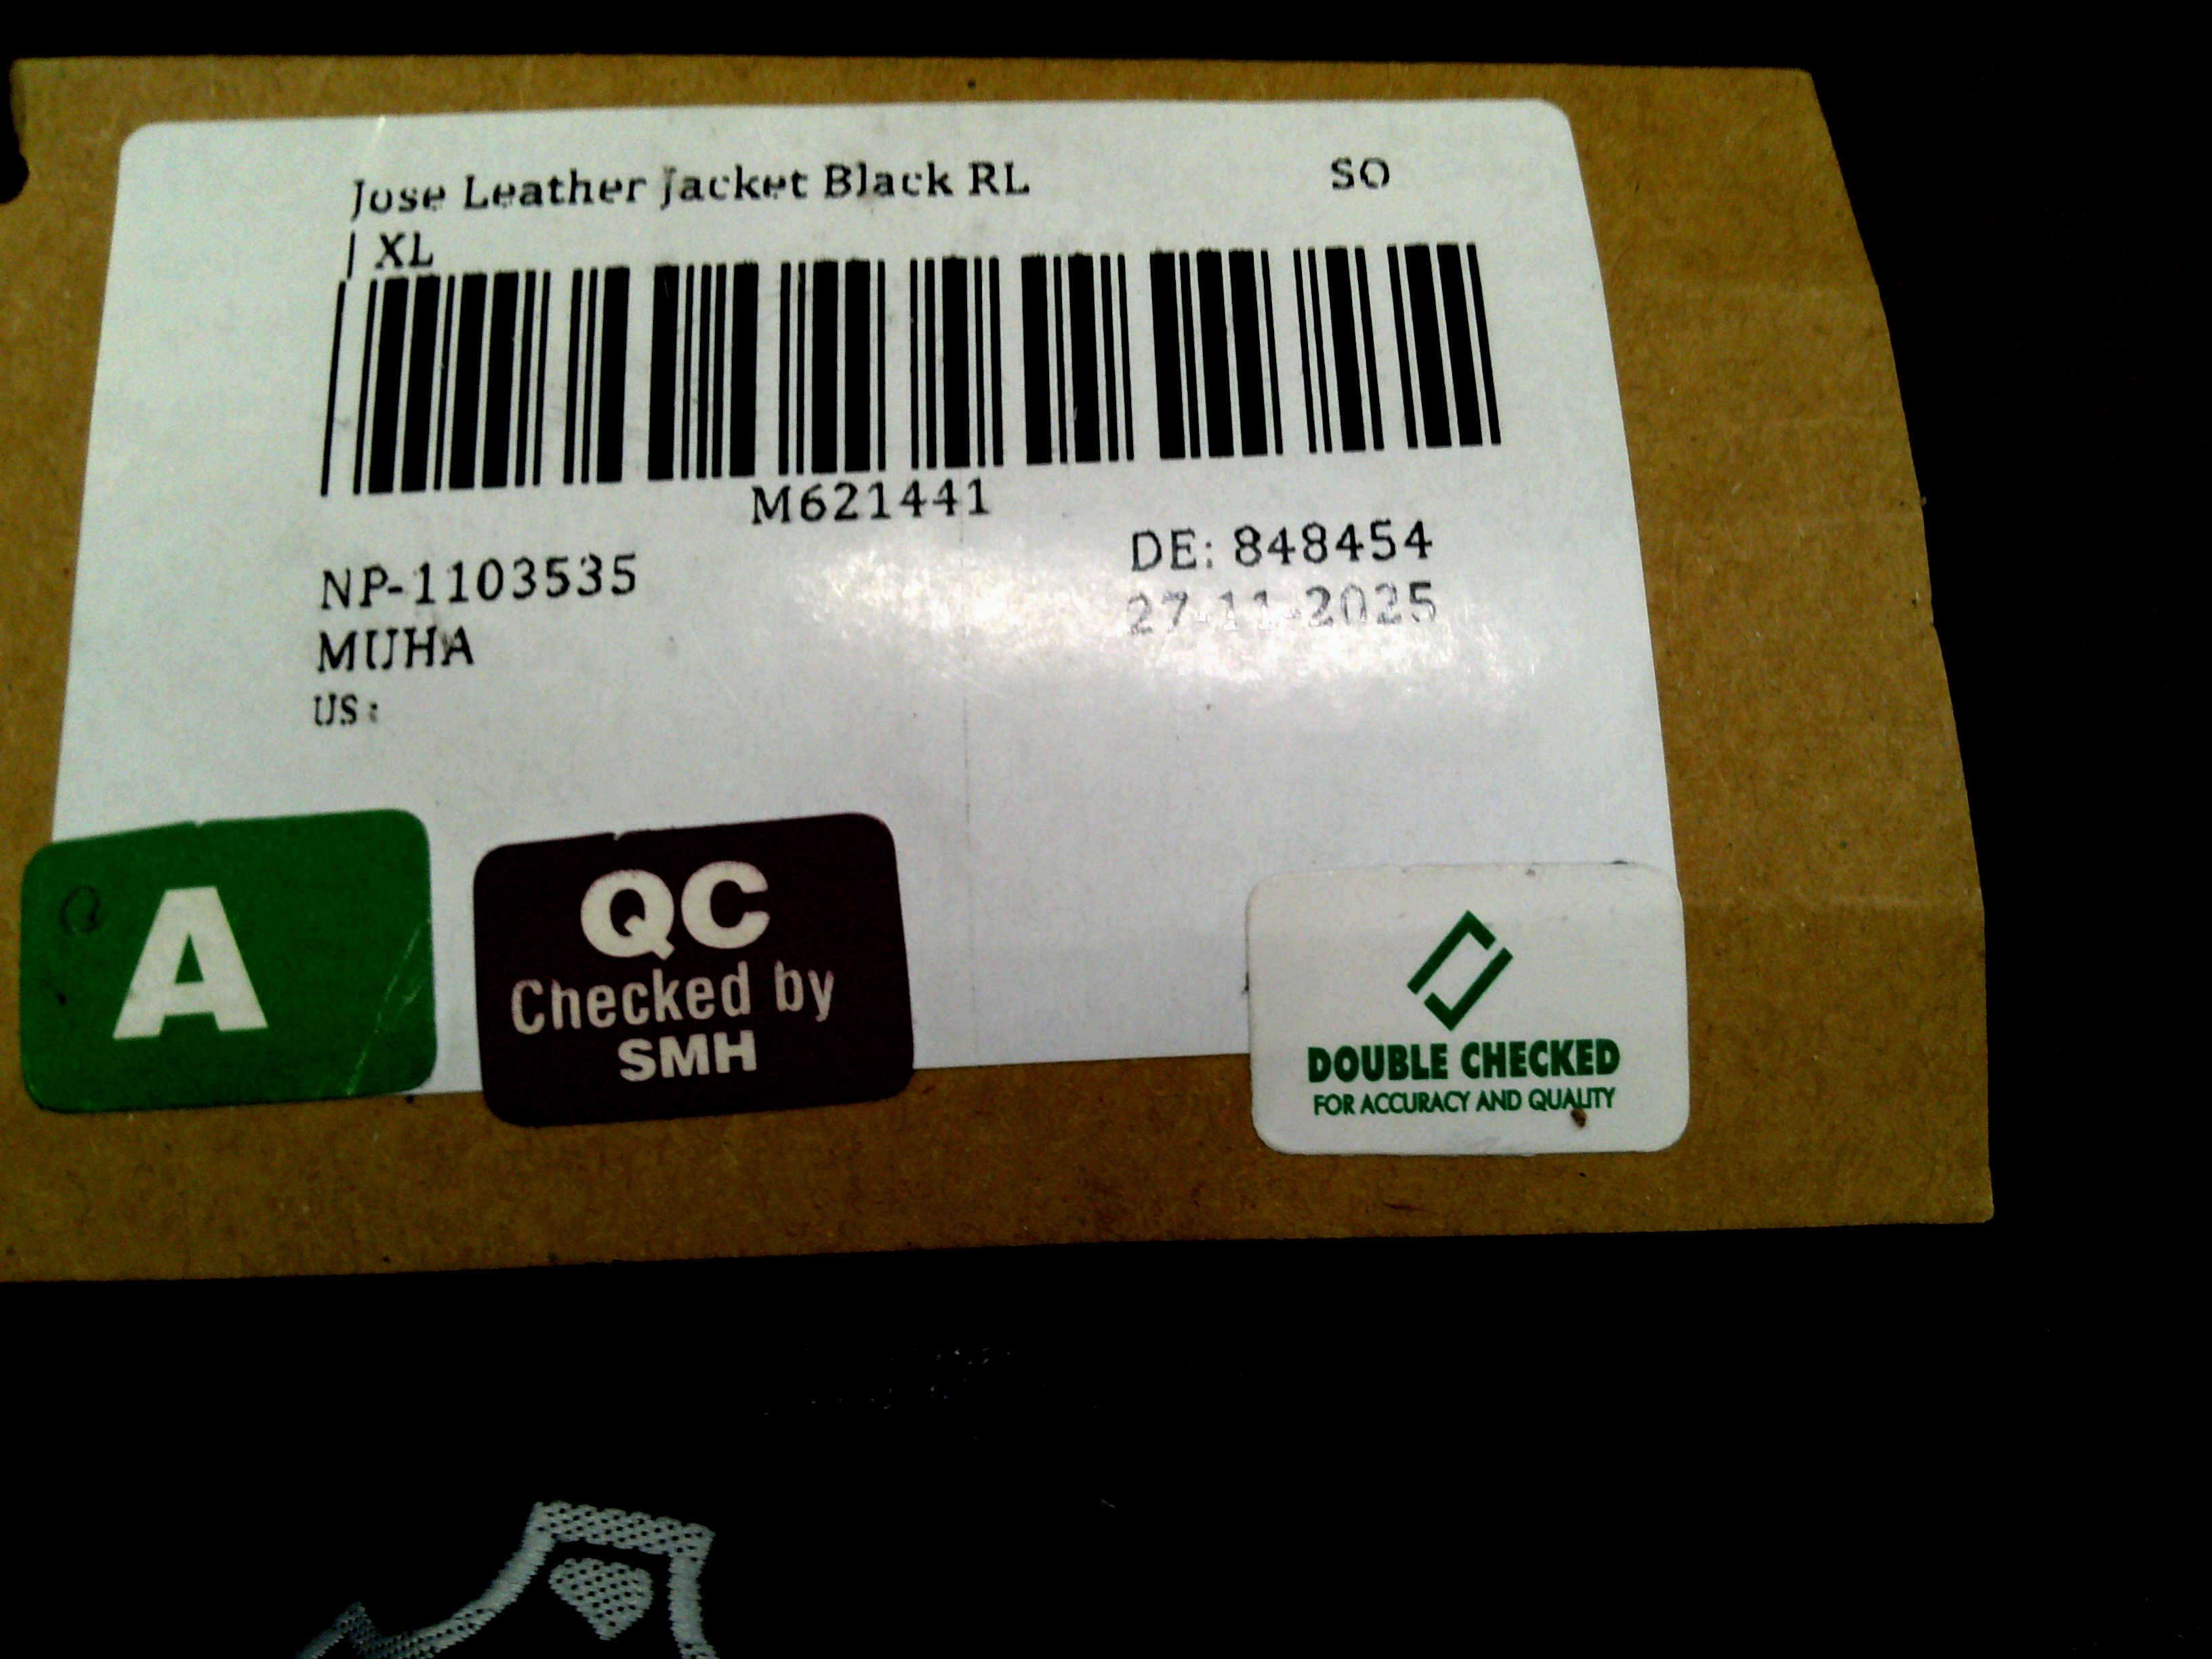 Jose Leather Jacket Black RL SO
| XL
M621441
NP-1103535 DE: 848454
MUHA 27-11-2025
US:
A
QC
Checked by
SMH
DOUBLE CHECKED
FOR ACCURACY AND QUALITY